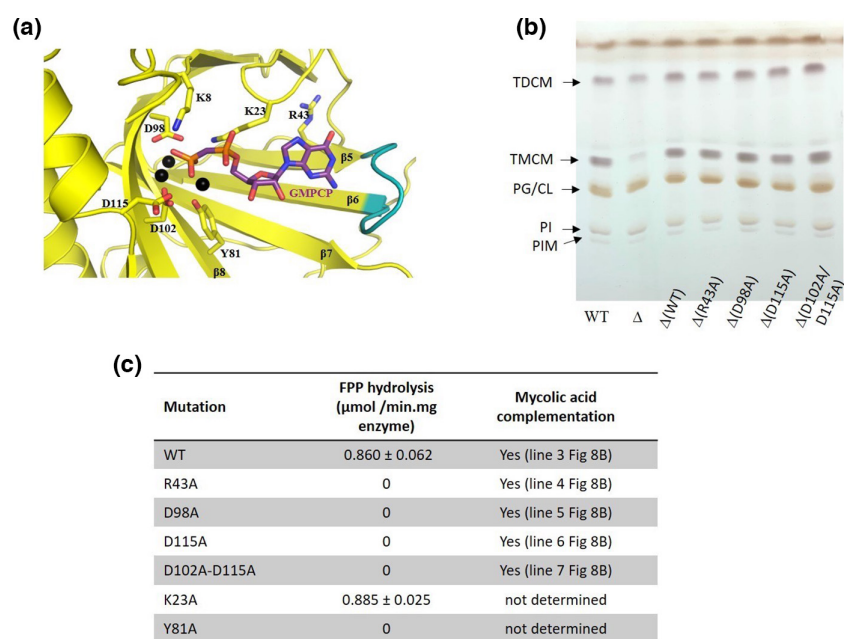 (a)
K8
K23
R43
D98
β5
GMPCP
β6
D115
D102
Y81
β7
β8
(b)
TDCM
TMCM
PG/CL
PI
PIM
WT
Δ
Δ(WT)
Δ(R43A)
Δ(D98A)
Δ(D115A)
Δ(D102A/
D115A)
(c)
Mutation
FPP hydrolysis
(μmol /min.mg
enzyme)
Mycolic acid
complementation
WT 0.860 ± 0.062 Yes (line 3 Fig 8B)
R43A 0 Yes (line 4 Fig 8B)
D98A 0 Yes (line 5 Fig 8B)
D115A 0 Yes (line 6 Fig 8B)
D102A-D115A 0 Yes (line 7 Fig 8B)
K23A 0.885 ± 0.025 not determined
Y81A 0 not determined